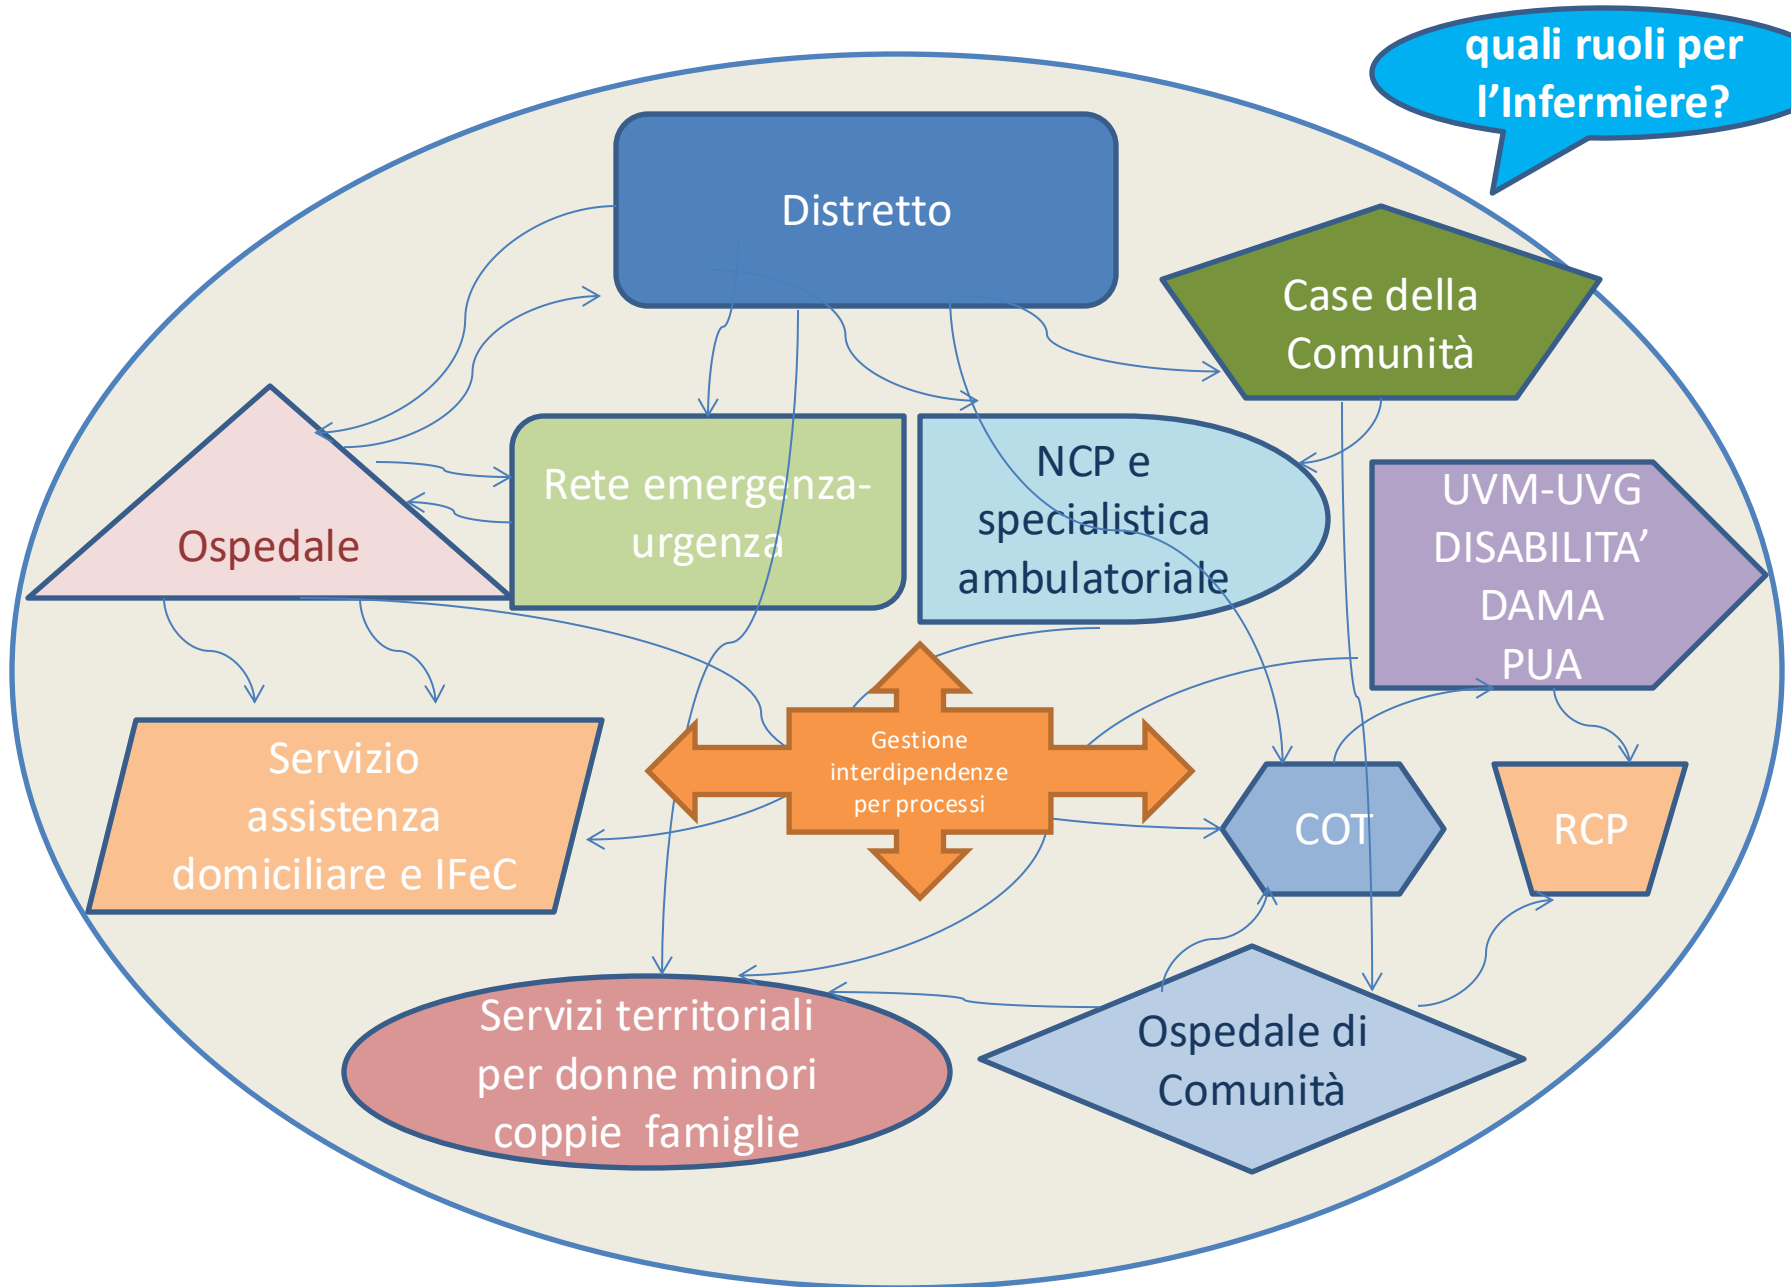 quali ruoli per
l’Infermiere?
Distretto
Case della
Comunità
Ospedale
Rete emergenza-
urgenza
NCP e
specialistica
ambulatoriale
UVM-UVG
DISABILITA’
DAMA
PUA
Servizio
assistenza
domiciliare e IFeC
Gestione
interdipendenze
per processi
COT
RCP
Servizi territoriali
per donne minori
coppie famiglie
Ospedale di
Comunità